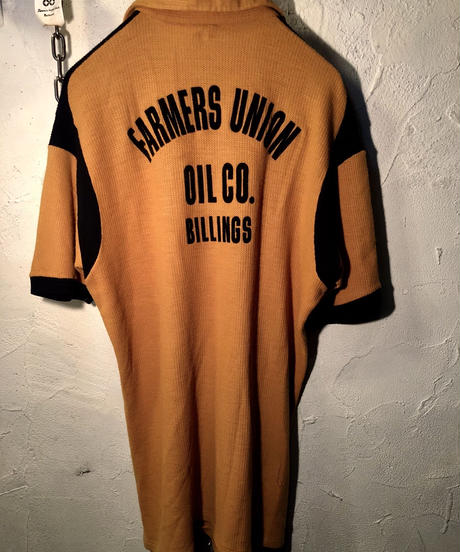 FARMERS UNION
OIL CO.
BILLINGS